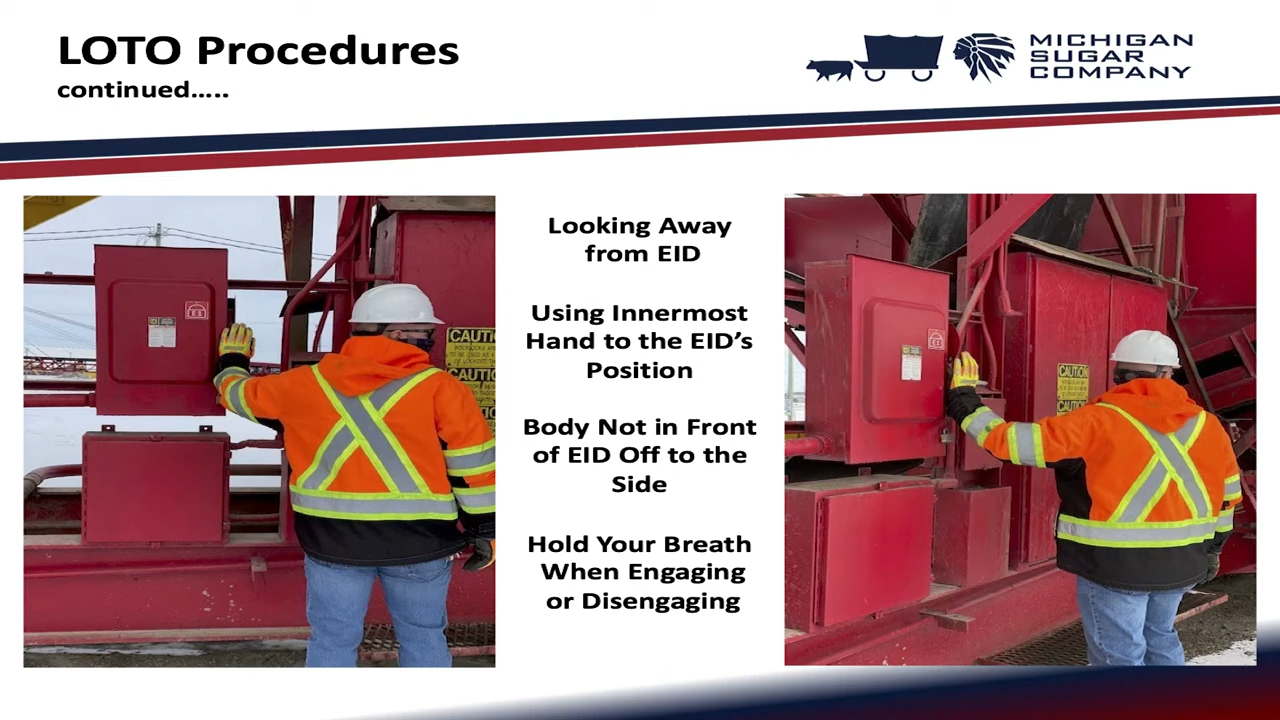 LOTO Procedures
continued.....
MICHIGAN
SUGAR
COMPANY
Looking Away
from EID
Using Innermost
Hand to the EID’s
Position
Body Not in Front
of EID Off to the
Side
Hold Your Breath
When Engaging
or Disengaging
CAUTION
CAUTION
CAUTION
CAUTION